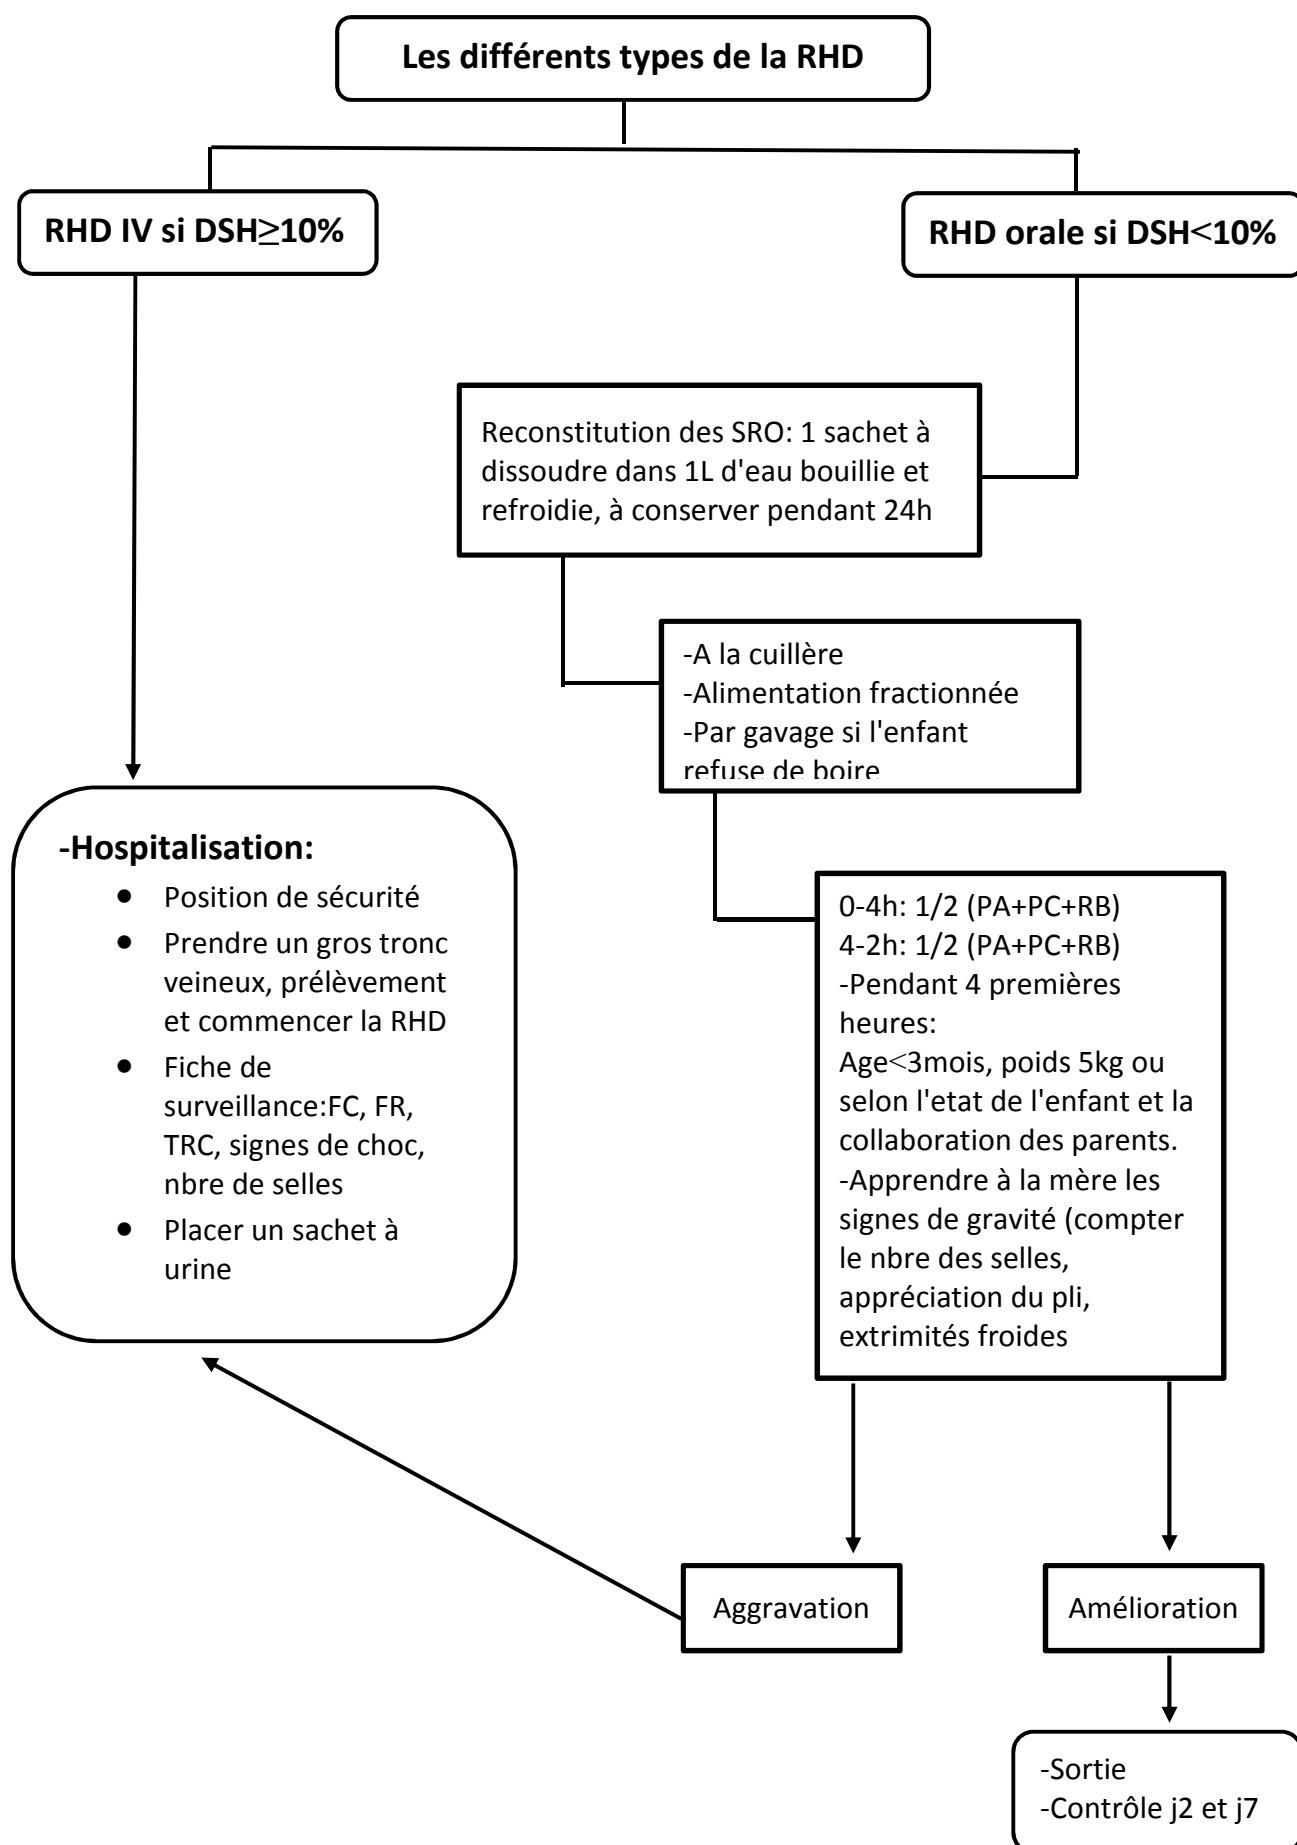 Les différents types de la RHD
RHD IV si DSH≥10%
RHD orale si DSH<10%
Reconstitution des SRO: 1 sachet à
dissoudre dans 1L d'eau bouillie et
refroidie, à conserver pendant 24h
-A la cuillère
-Alimentation fractionnée
-Par gavage si l'enfant
refuse de boire
-Hospitalisation:
• Position de sécurité
• Prendre un gros tronc
veineux, prélèvement
et commencer la RHD
• Fiche de
surveillance:FC, FR,
TRC, signes de choc,
nbre de selles
• Placer un sachet à
urine
0-4h: 1/2 (PA+PC+RB)
4-2h: 1/2 (PA+PC+RB)
-Pendant 4 premières
heures:
Age<3mois, poids 5kg ou
selon l'etat de l'enfant et la
collaboration des parents.
-Apprendre à la mère les
signes de gravité (compter
le nbre des selles,
appréciation du pli,
extrimités froides
Aggravation
Amélioration
-Sortie
-Contrôle j2 et j7